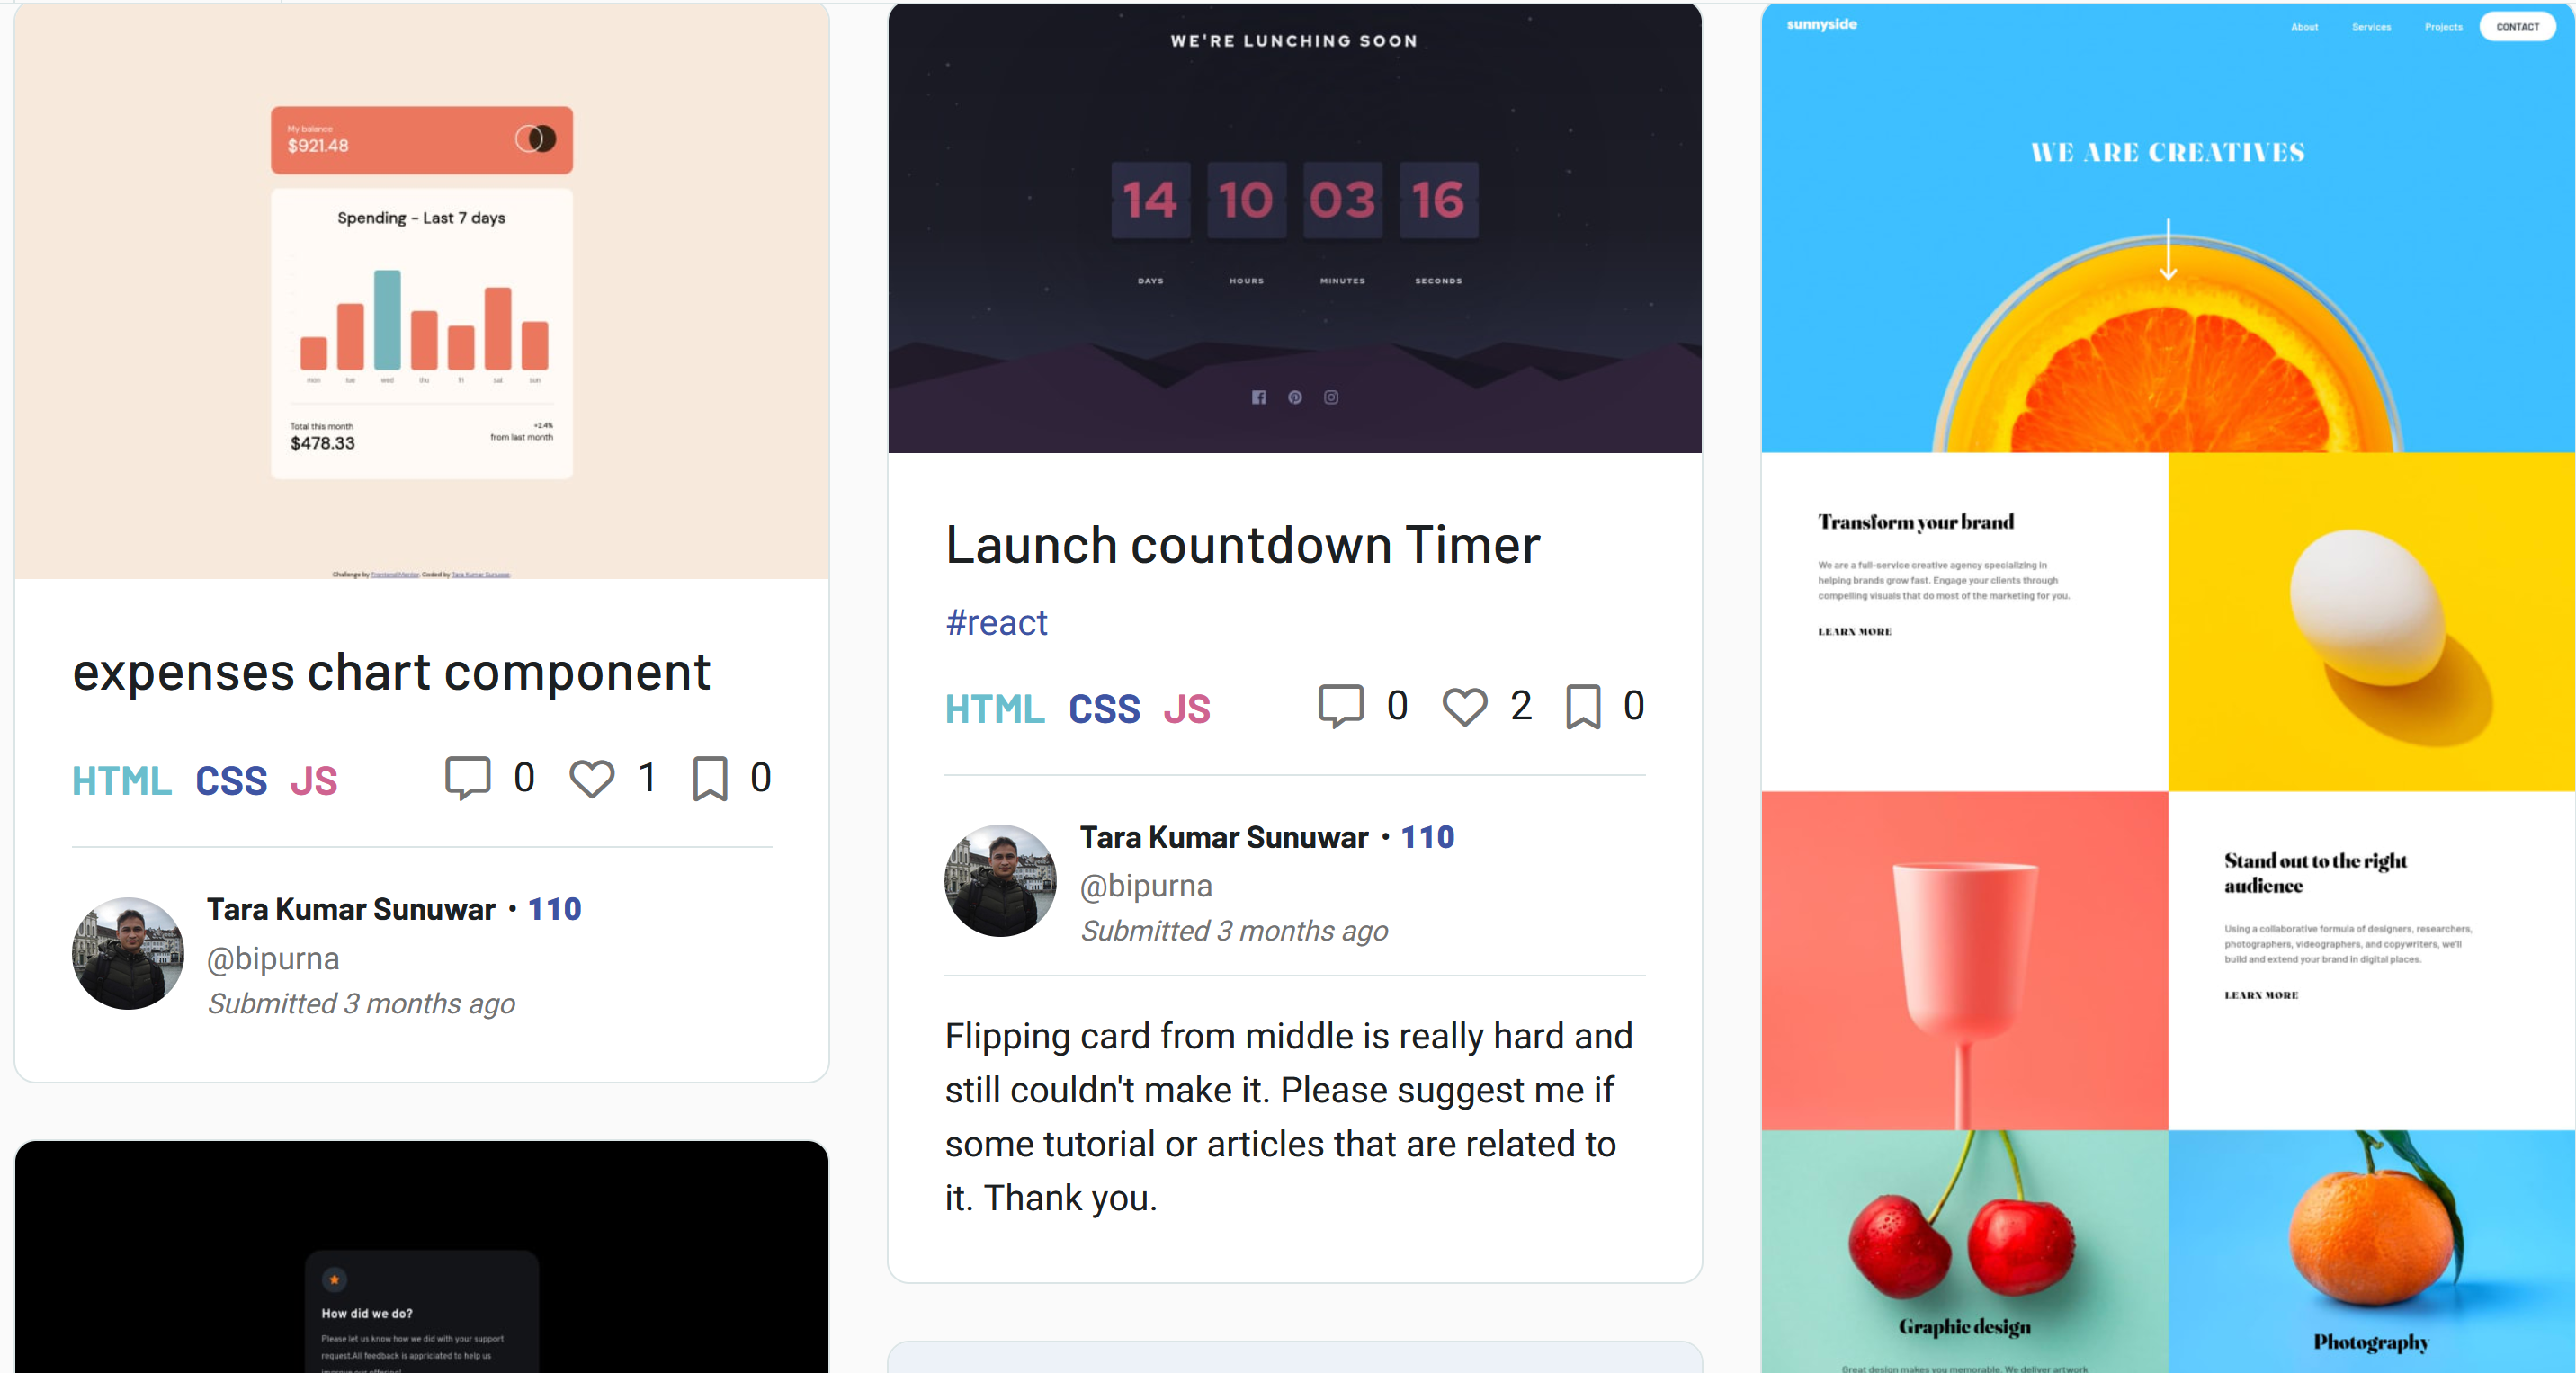 My balance
$921.48
Spending - Last 7 days
mon tue wed thu fri sat sun
Total this month
$478.33
+2.4%
from last month
Challenge by Frontend Mentor. Coded by Tara Kumar Sunuwar.
expenses chart component
HTML CSS JS 0 1 0
Tara Kumar Sunuwar • 110
@bipurna
Submitted 3 months ago
How did we do?
Please let us know how we did with your support
request.All feedback is appriciated to help us
improve our offering!
WE'RE LUNCHING SOON
14 10 03 16
DAYS HOURS MINUTES SECONDS
Launch countdown Timer
#react
HTML CSS JS 0 2 0
Tara Kumar Sunuwar • 110
@bipurna
Submitted 3 months ago
Flipping card from middle is really hard and
still couldn't make it. Please suggest me if
some tutorial or articles that are related to
it. Thank you.
sunnyside
About Services Projects CONTACT
WE ARE CREATIVES
Transform your brand
We are a full-service creative agency specializing in
helping brands grow fast. Engage your clients through
compelling visuals that do most of the marketing for you.
LEARN MORE
Stand out to the right
audience
Using a collaborative formula of designers, researchers,
photographers, videographers, and copywriters, we'll
build and extend your brand in digital places.
LEARN MORE
Graphic design
Great design makes you memorable. We deliver artwork
Photography